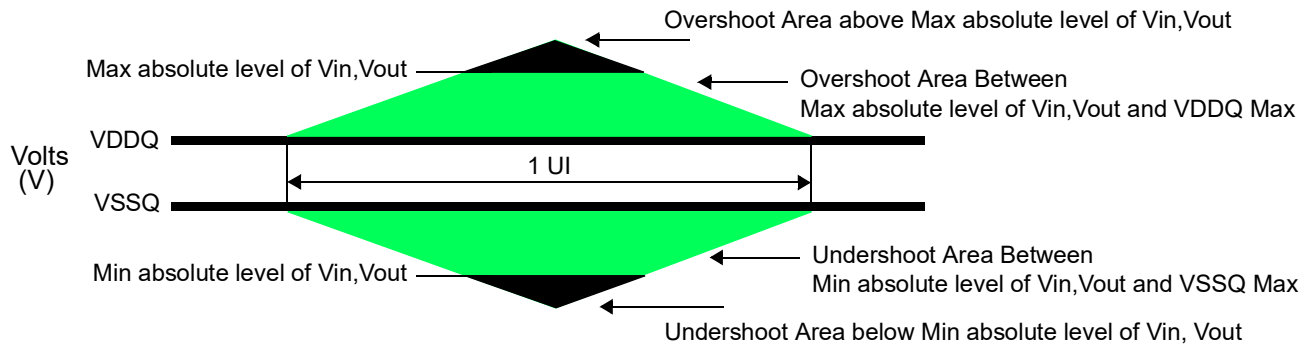 Overshoot Area above Max absolute level of Vin,Vout
Max absolute level of Vin,Vout
Overshoot Area Between
Max absolute level of Vin,Vout and VDDQ Max
VDDQ
Volts
(V)
1 UI
VSSQ
Undershoot Area Between
Min absolute level of Vin,Vout and VSSQ Max
Min absolute level of Vin,Vout
Undershoot Area below Min absolute level of Vin, Vout